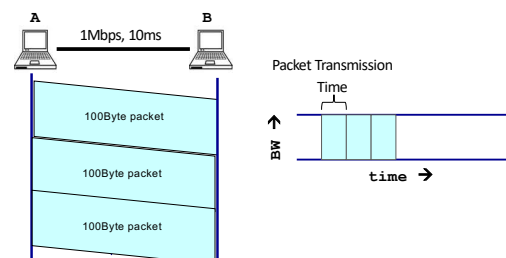 A
B
1Mbps, 10ms
100Byte packet
100Byte packet
100Byte packet
Packet Transmission
Time
BW →
time →